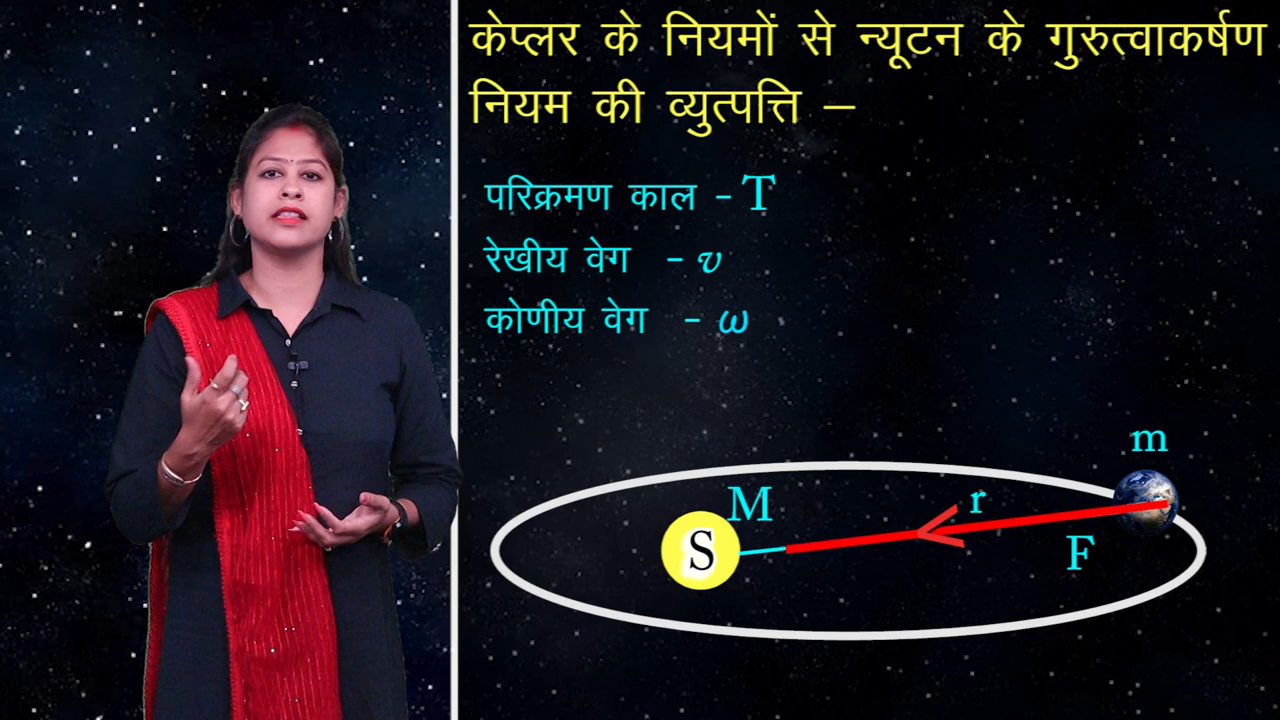 केप्लर के नियमों से न्यूटन के गुरुत्वाकर्षण
नियम की व्युत्पत्ति –
परिक्रमण काल - T
रेखीय वेग - v
कोणीय वेग - ω
m
M
r
S
F